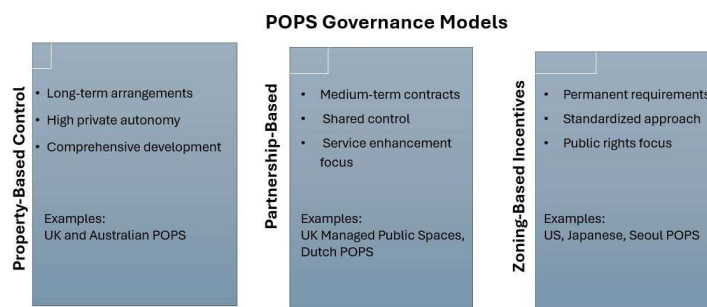 POPS Governance Models
Property-Based Control
• Long-term arrangements
• High private autonomy
• Comprehensive development
Examples:
UK and Australian POPS
Partnership-Based
• Medium-term contracts
• Shared control
• Service enhancement
focus
Examples:
UK Managed Public Spaces,
Dutch POPS
Zoning-Based Incentives
• Permanent requirements
• Standardized approach
• Public rights focus
Examples:
US, Japanese, Seoul POPS